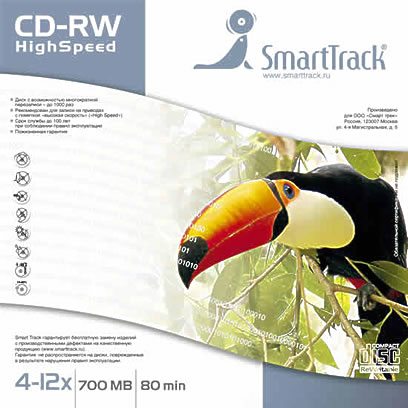 CD-RW
HighSpeed
SmartTrack®
www.smarttrack.ru
• Диск с возможностью многократной
перезаписи – до 1000 раз
• Рекомендован для записи на приводах
с пометкой «высокая скорость» («High Speed»)
• Срок службы до 100 лет
при соблюдении правил эксплуатации
• Пожизненная гарантия
Произведено
для ООО «Смарт трек»
Россия, 123007 Москва
ул. 4-я Магистральная, д. 5
Smart Track гарантирует бесплатную замену изделий
с производственными дефектами на качественную
продукцию (www.smarttrack.ru).
Гарантия не распространяется на диски, поврежденные
в результате нарушения правил эксплуатации.
4-12x 700 MB 80 min
COMPACT
disc
ReWritable